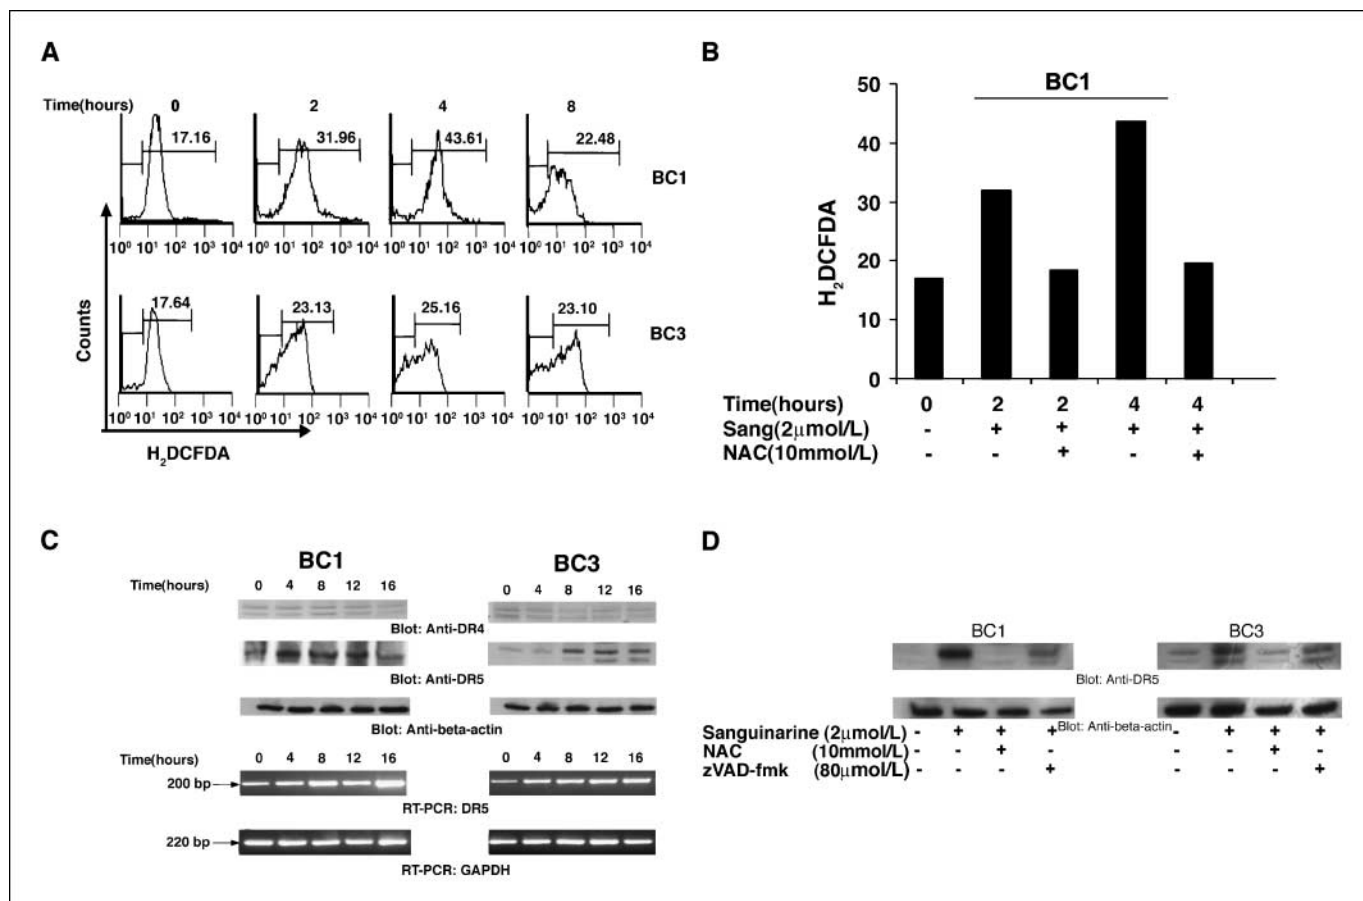 A
Time(hours) 0 2 4 8
17.16 31.96 43.61 22.48
BC1
10⁰ 10¹ 10² 10³ 10⁴ 10⁰ 10¹ 10² 10³ 10⁴ 10⁰ 10¹ 10² 10³ 10⁴ 10⁰ 10¹ 10² 10³ 10⁴
17.64 23.13 25.16 23.10
BC3
Counts
10⁰ 10¹ 10² 10³ 10⁴ 10⁰ 10¹ 10² 10³ 10⁴ 10⁰ 10¹ 10² 10³ 10⁴ 10⁰ 10¹ 10² 10³ 10⁴
H₂DCFDA
B
BC1
50
40
30
20
10
0
H₂DCFDA
Time(hours) 0 2 2 4 4
Sang(2μmol/L) - + + + +
NAC(10mmol/L) - - + - +
C
BC1 BC3
Time(hours) 0 4 8 12 16 0 4 8 12 16
Blot: Anti-DR4
Blot: Anti-DR5
Blot: Anti-beta-actin
Time(hours) 0 4 8 12 16 0 4 8 12 16
200 bp
RT-PCR: DR5
220 bp
RT-PCR: GAPDH
D
BC1 BC3
Blot: Anti-DR5
Blot: Anti-beta-actin
Sanguinarine (2μmol/L) - + + + - + + +
NAC (10mmol/L) - - + - - - + -
zVAD-fmk (80μmol/L) - - - + - - - +